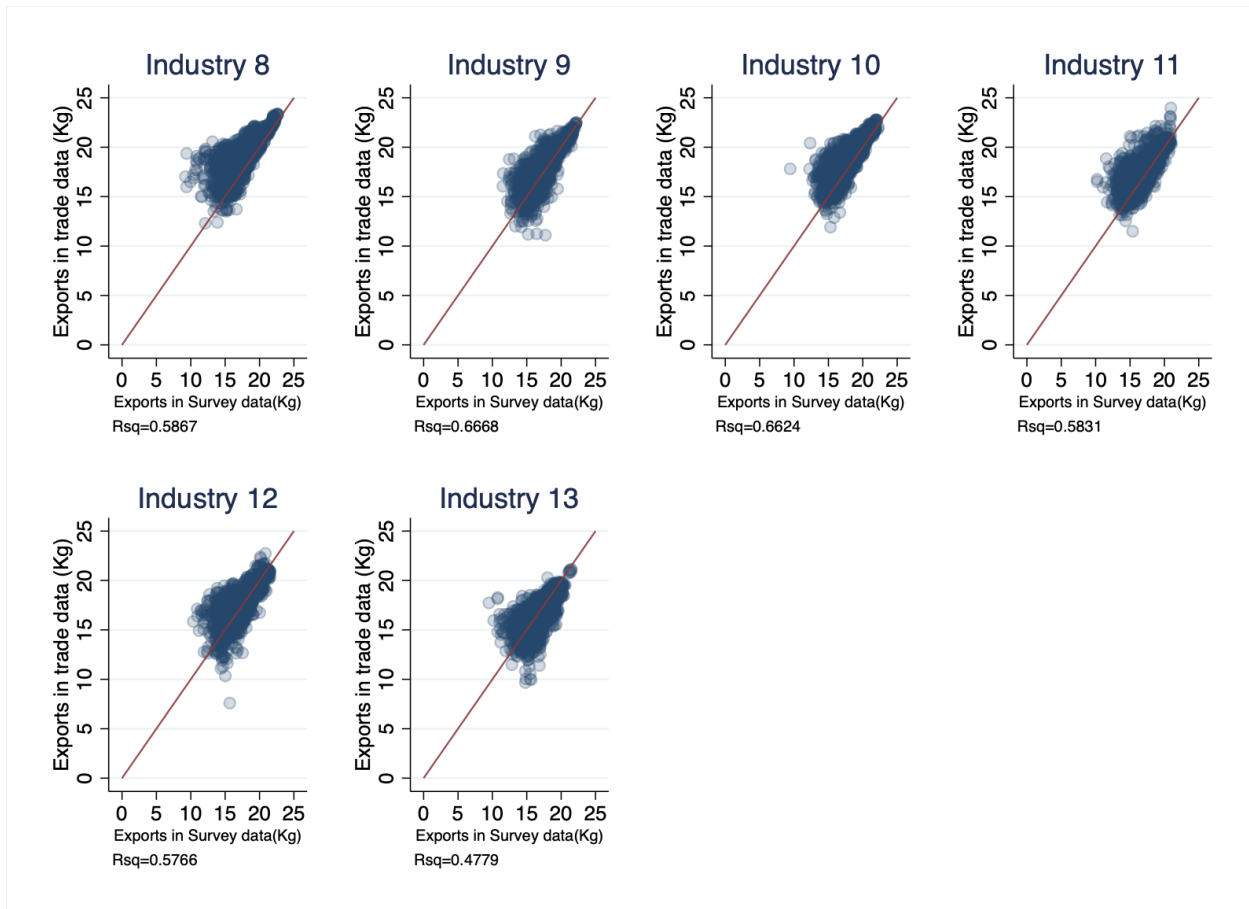 Industry 8
Exports in trade data (Kg)
25
20
15
10
5
0
0 5 10 15 20 25
Exports in Survey data(Kg)
Rsq=0.5867
Industry 9
Exports in trade data (Kg)
25
20
15
10
5
0
0 5 10 15 20 25
Exports in Survey data(Kg)
Rsq=0.6668
Industry 10
Exports in trade data (Kg)
25
20
15
10
5
0
0 5 10 15 20 25
Exports in Survey data(Kg)
Rsq=0.6624
Industry 11
Exports in trade data (Kg)
25
20
15
10
5
0
0 5 10 15 20 25
Exports in Survey data(Kg)
Rsq=0.5831
Industry 12
Exports in trade data (Kg)
25
20
15
10
5
0
0 5 10 15 20 25
Exports in Survey data(Kg)
Rsq=0.5766
Industry 13
Exports in trade data (Kg)
25
20
15
10
5
0
0 5 10 15 20 25
Exports in Survey data(Kg)
Rsq=0.4779